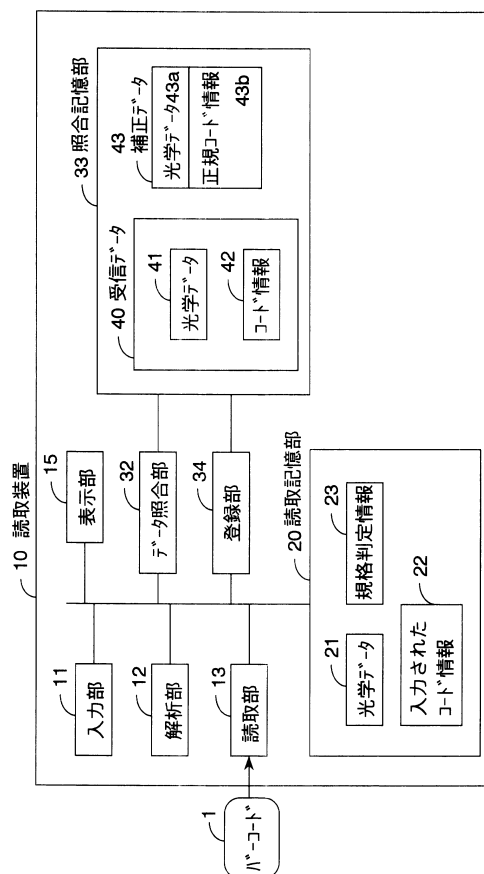 10 読取装置
1
バーコード
11
入力部
12
解析部
13
読取部
15
表示部
32
データ照合部
34
登録部
20 読取記憶部
21
光学データ
23
規格判定情報
22
入力された
コード情報
33 照合記憶部
40 受信データ
41
光学データ
42
コード情報
43
補正データ
光学データ43a
正規コード情報
43b